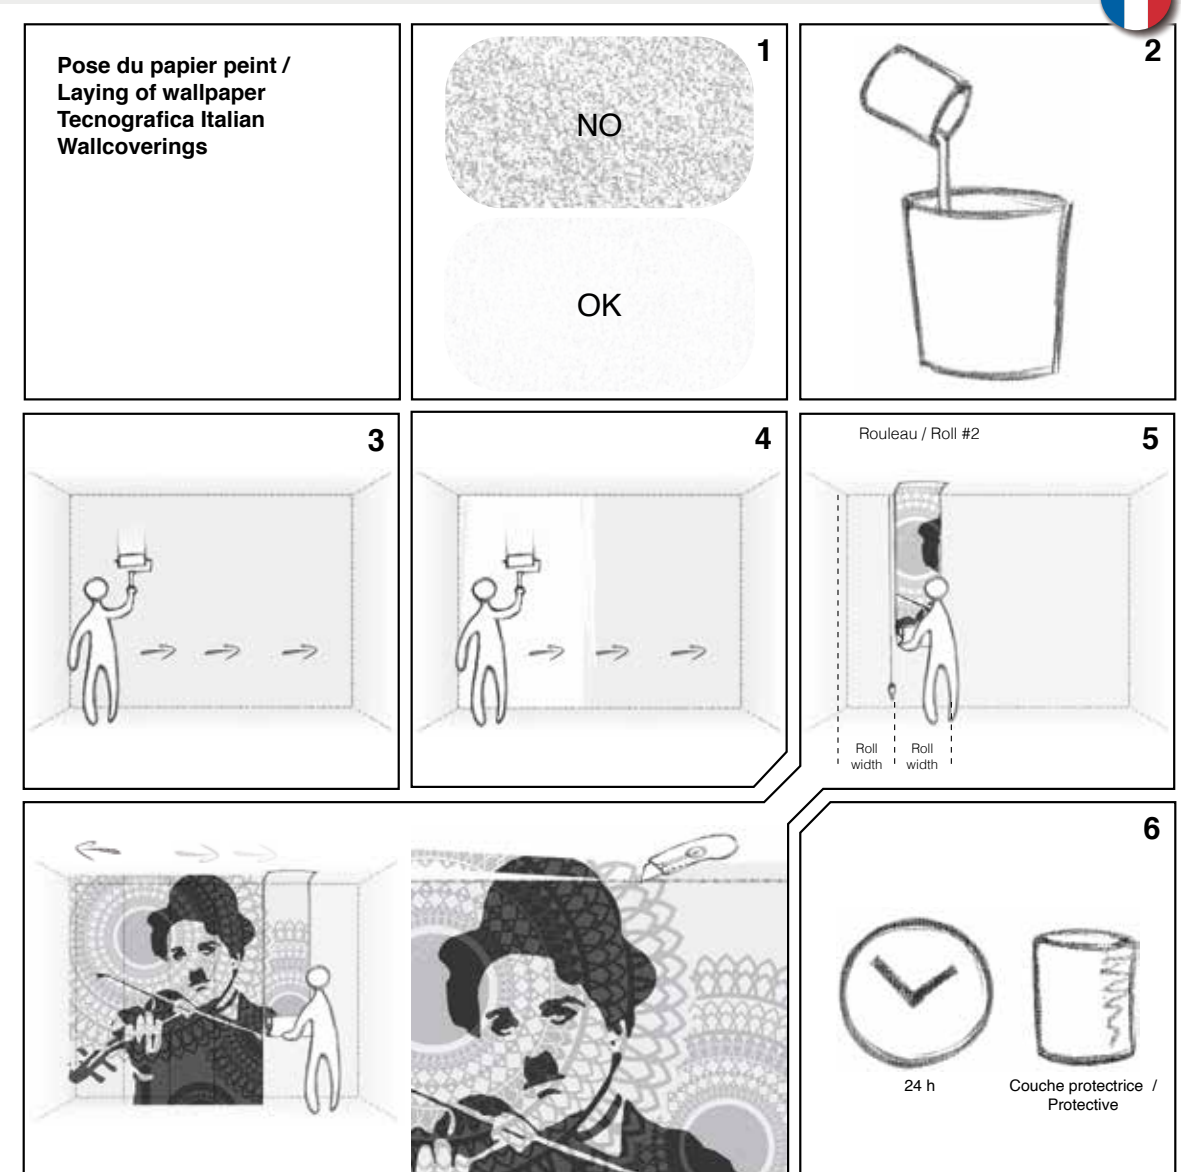 Pose du papier peint /
Laying of wallpaper
Tecnografica Italian
Wallcoverings
1
NO
OK
2
3
4
Rouleau / Roll #2
5
Roll
width
Roll
width
6
24 h
Couche protectrice /
Protective